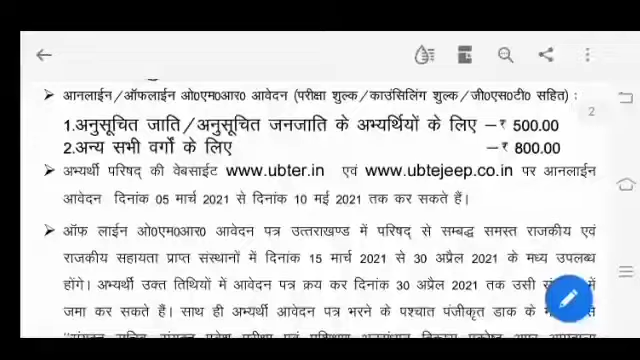 2
आनलाईन/ऑफलाईन ओ0एम0आर0 आवेदन (परीक्षा शुल्क/काउंसिलिंग शुल्क/जी0एस0टी0 सहित) :
1.अनुसूचित जाति/अनुसूचित जनजाति के अभ्यर्थियों के लिए –₹ 500.00
2.अन्य सभी वर्गो के लिए –₹ 800.00
अभ्यर्थी परिषद् की वेबसाईट www.ubter.in एवं www.ubtejeep.co.in पर आनलाईन
आवेदन दिनांक 05 मार्च 2021 से दिनांक 10 मई 2021 तक कर सकते हैं।
ऑफ लाईन ओ0एम0आर0 आवेदन पत्र उत्तराखण्ड में परिषद् से सम्बद्ध समस्त राजकीय एवं
राजकीय सहायता प्राप्त संस्थानों में दिनांक 15 मार्च 2021 से 30 अप्रैल 2021 के मध्य उपलब्ध
होंगे। अभ्यर्थी उक्त तिथियों में आवेदन पत्र क्रय कर दिनांक 30 अप्रैल 2021 तक उसी में
जमा कर सकते हैं। साथ ही अभ्यर्थी आवेदन पत्र भरने के पश्चात पंजीकृत डाक के